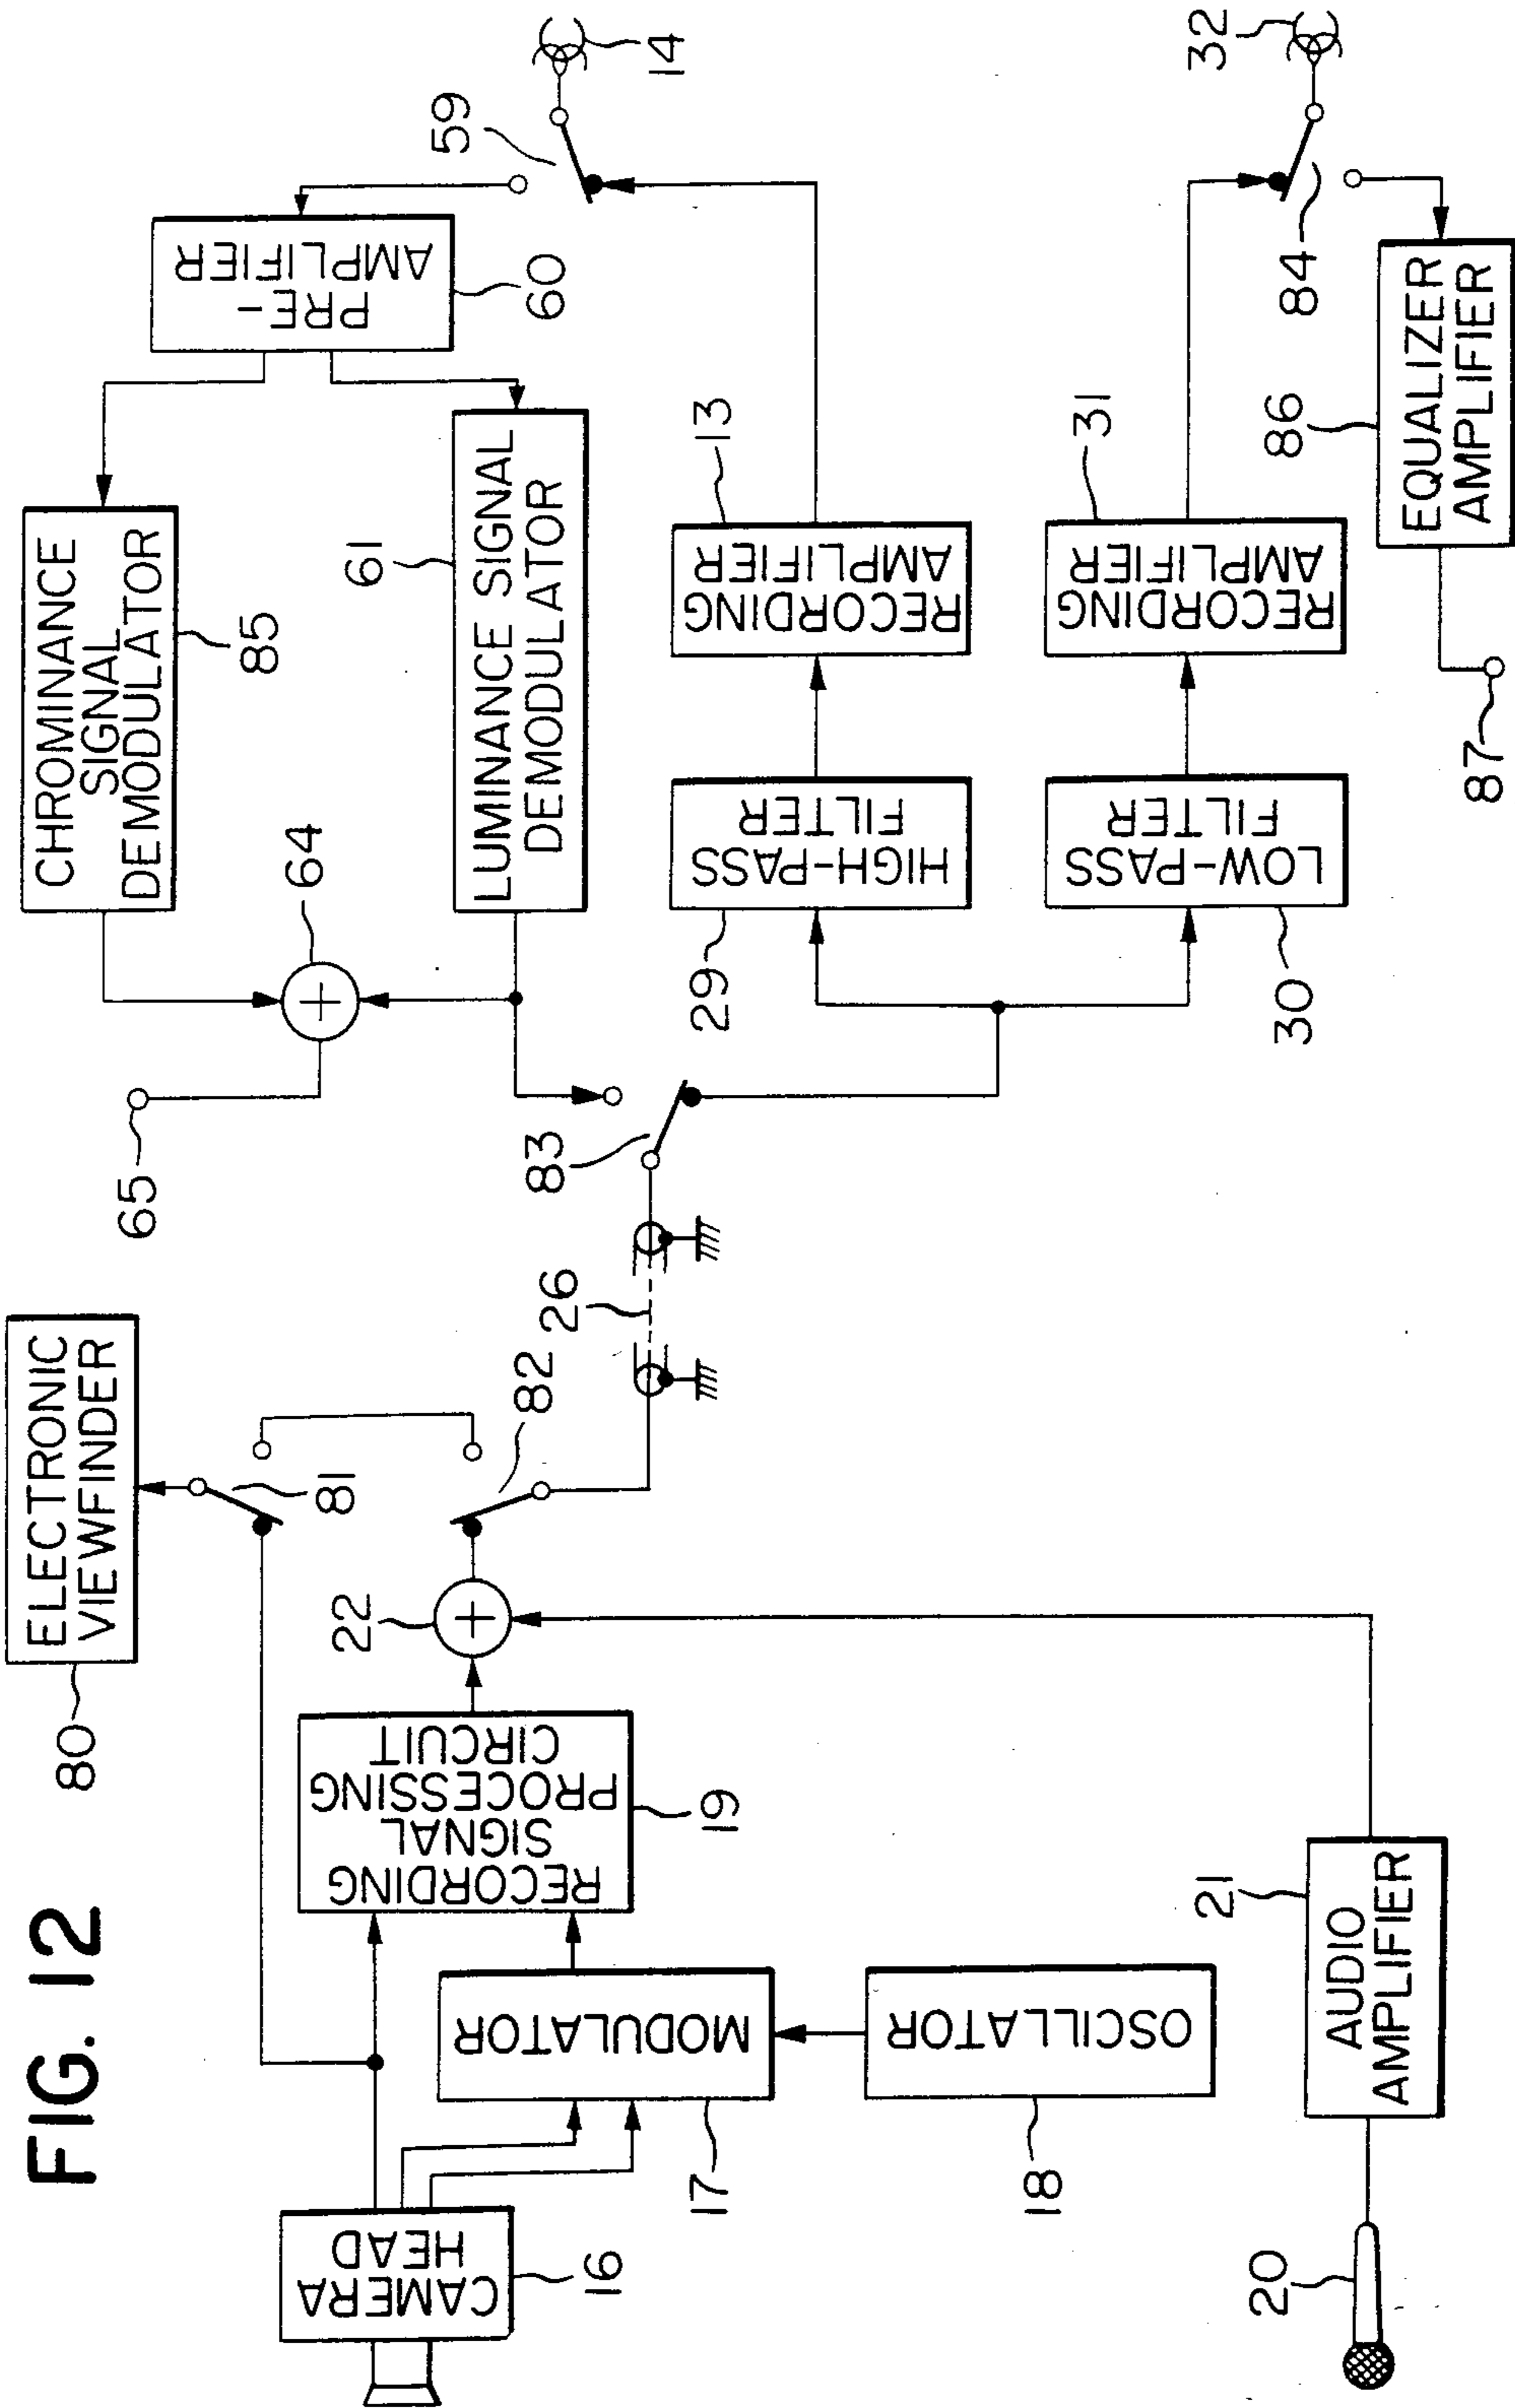 FIG. 12
ELECTRONIC
VIEWFINDER
80
81
82
CAMERA
HEAD
16
MODULATOR
17
OSCILLATOR
18
RECORDING
SIGNAL
PROCESSING
CIRCUIT
19
20
AUDIO
AMPLIFIER
21
22
26
83
65
64
CHROMINANCE
SIGNAL
DEMODULATOR
85
LUMINANCE SIGNAL
DEMODULATOR
61
PRE-
AMPLIFIER
60
59
14
HIGH-PASS
FILTER
29
RECORDING
AMPLIFIER
13
LOW-PASS
FILTER
30
RECORDING
AMPLIFIER
31
32
84
EQUALIZER
AMPLIFIER
86
87